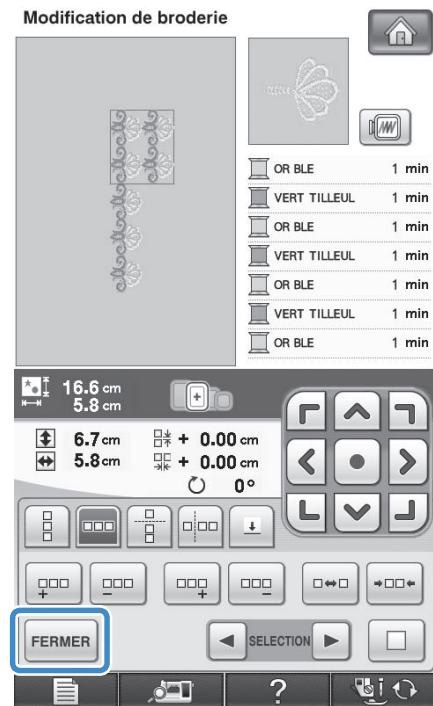 Modification de broderie
OR BLE 1 min
VERT TILLEUL 1 min
OR BLE 1 min
VERT TILLEUL 1 min
OR BLE 1 min
VERT TILLEUL 1 min
OR BLE 1 min
16.6 cm
5.8 cm
6.7 cm + 0.00 cm
5.8 cm + 0.00 cm
0°
FERMER
SELECTION
?